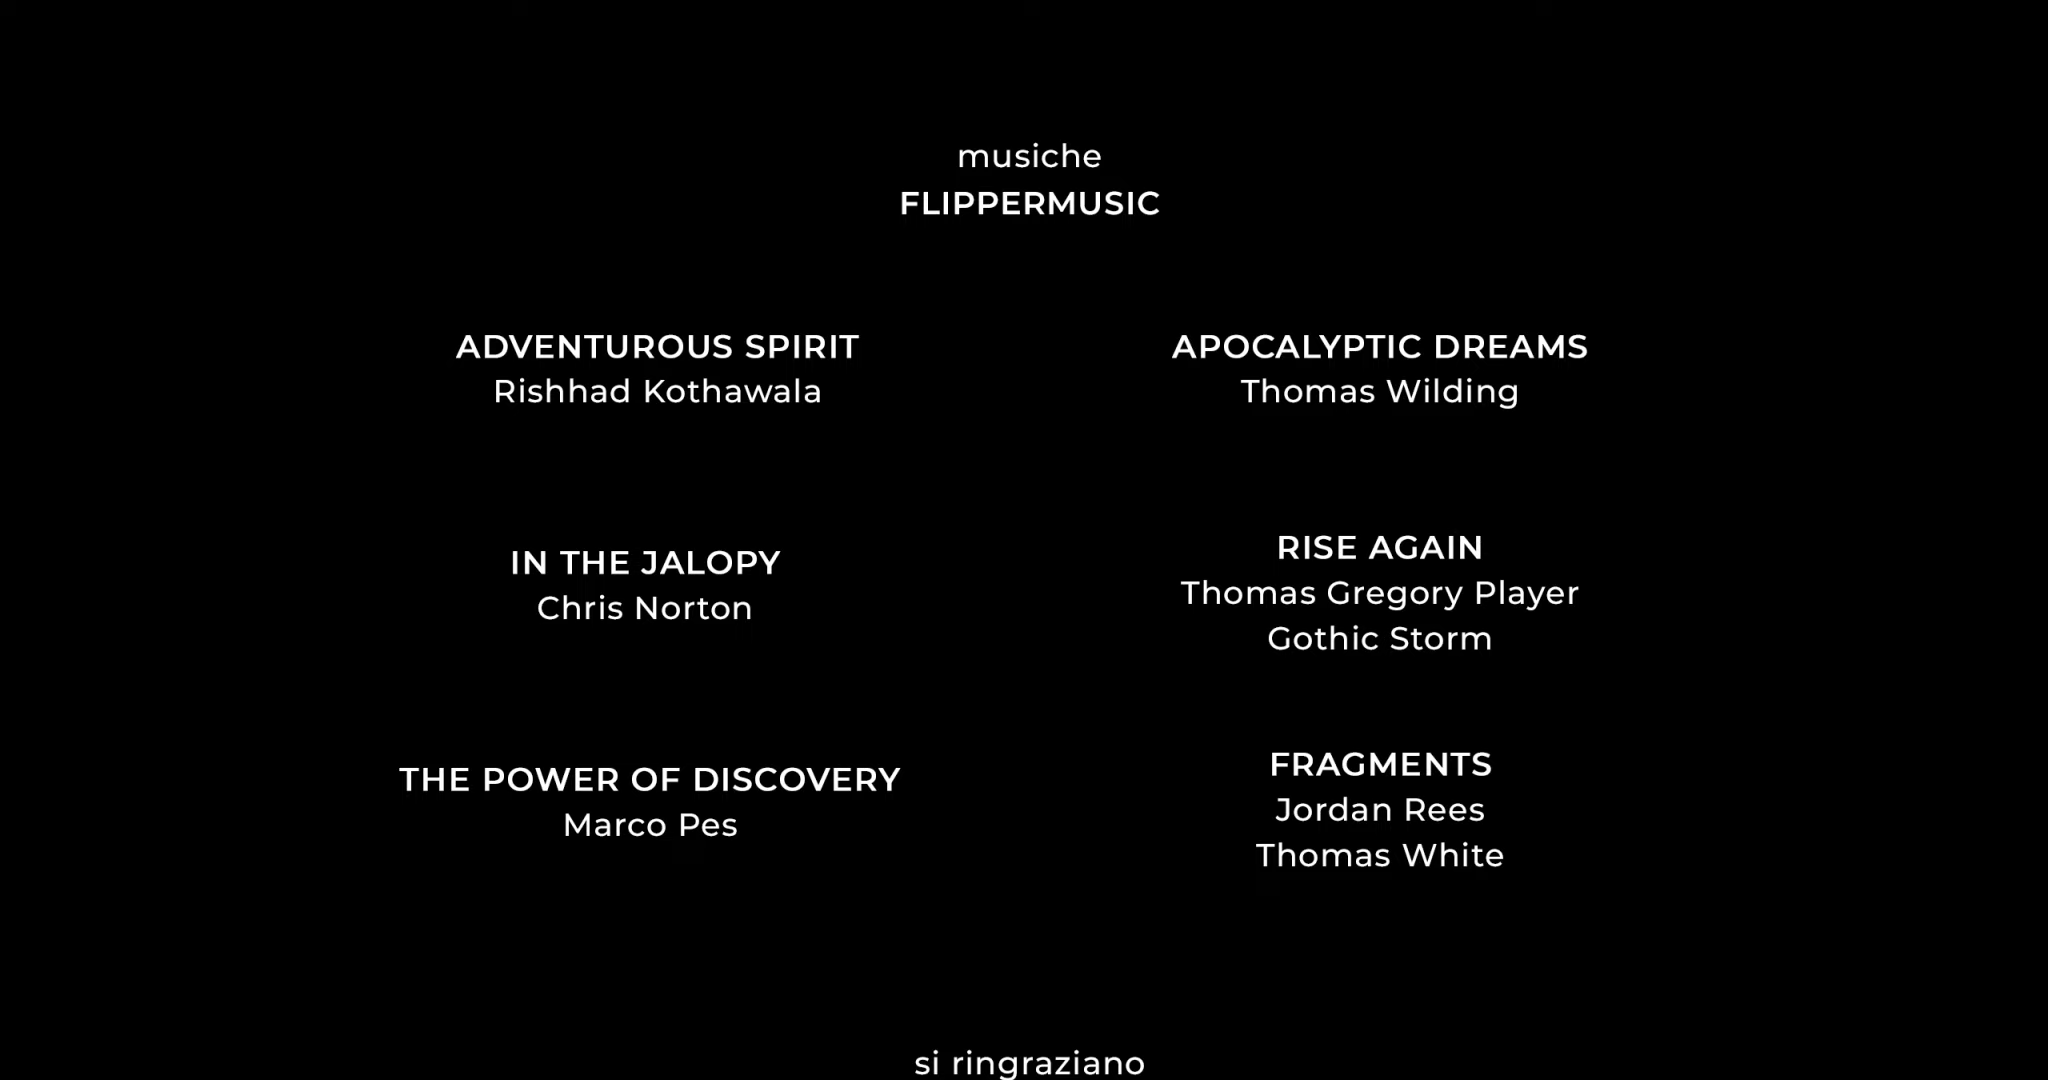 musiche
FLIPPERMUSIC
ADVENTUROUS SPIRIT
Rishhad Kothawala
APOCALYPTIC DREAMS
Thomas Wilding
IN THE JALOPY
Chris Norton
RISE AGAIN
Thomas Gregory Player
Gothic Storm
THE POWER OF DISCOVERY
Marco Pes
FRAGMENTS
Jordan Rees
Thomas White
si ringraziano